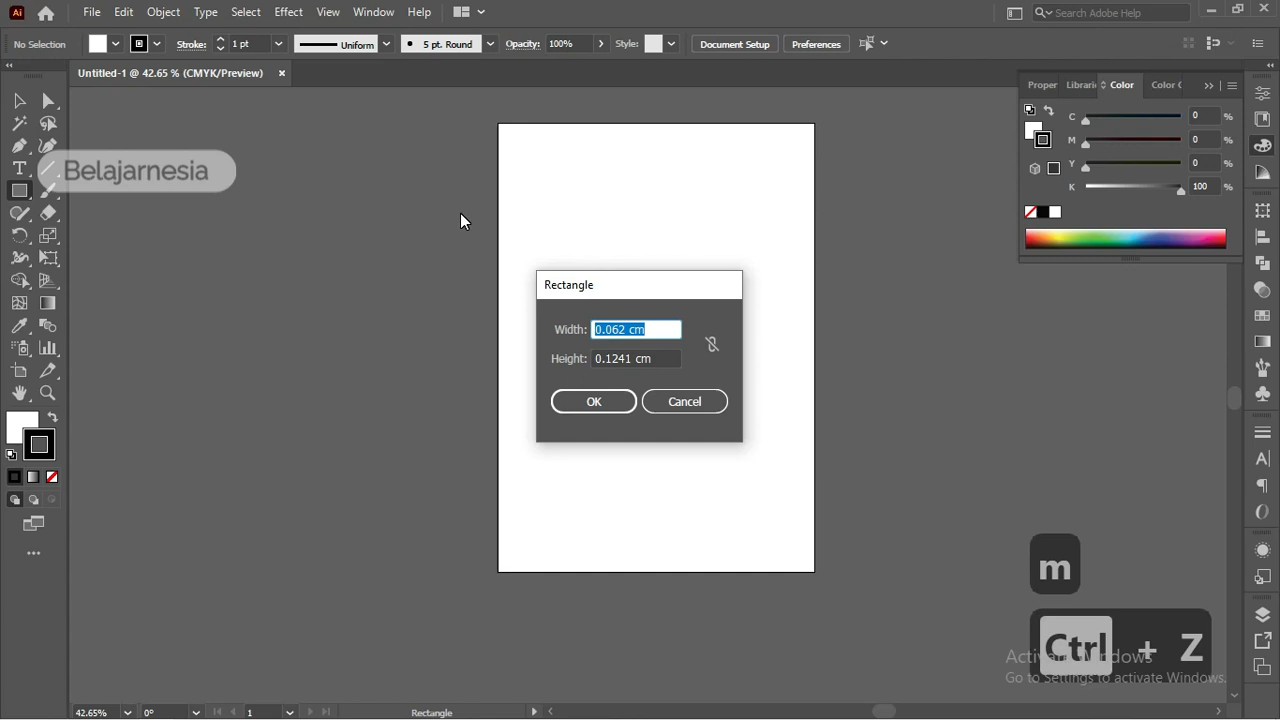 Ai File Edit Object Type Select Effect View Window Help Search Adobe Help
No Selection Stroke: 1 pt Uniform 5 pt. Round Opacity: 100% Style: Document Setup Preferences
Untitled-1 @ 42.65 % (CMYK/Preview) ×
Proper Librari Color Color C
C 0 %
M 0 %
Y 0 %
K 100 %
Belajarnesia
Rectangle
Width: 0.062 cm
Height: 0.1241 cm
OK Cancel
m
Ctrl + Z
Activate Windows
Go to Settings to activate Windows.
42.65% 0° 1 Rectangle